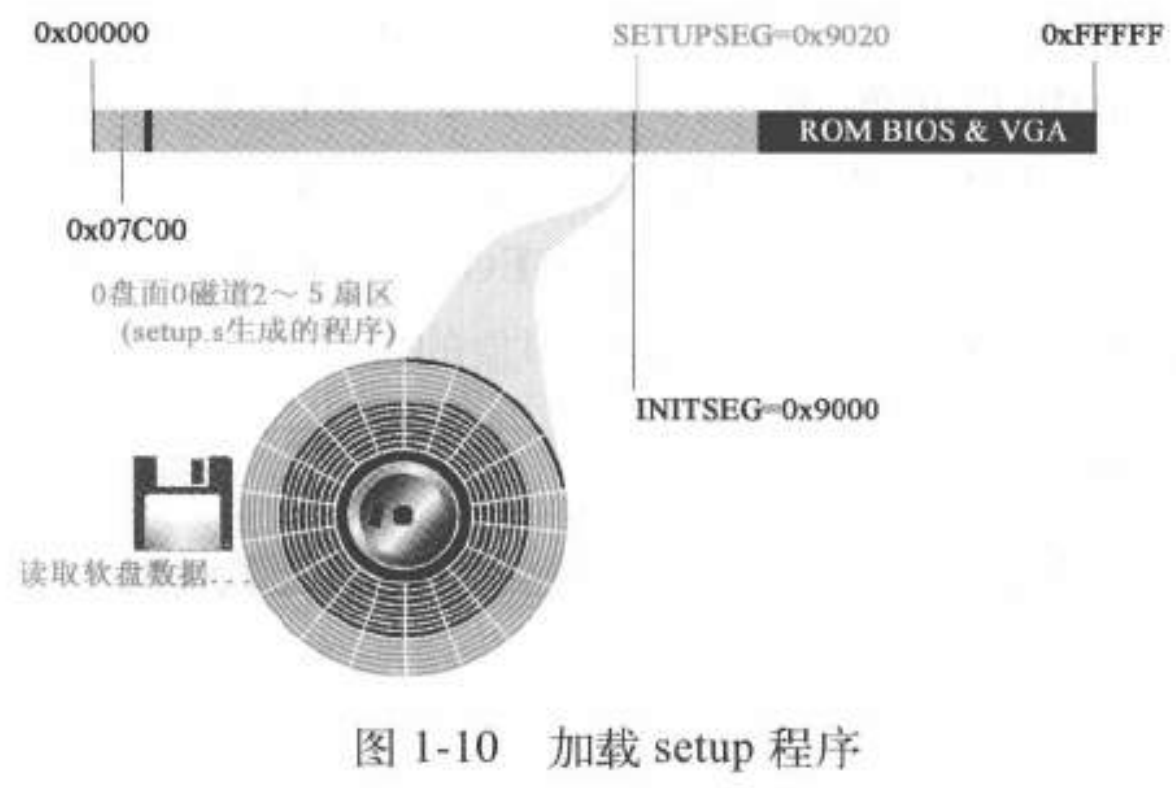 0x00000
SETUPSEG=0x9020
0xFFFFF
ROM BIOS & VGA
0x07C00
0盘面0磁道2～5扇区
(setup.s生成的程序)
INITSEG=0x9000
读取软盘数据...
图 1-10 加载 setup 程序